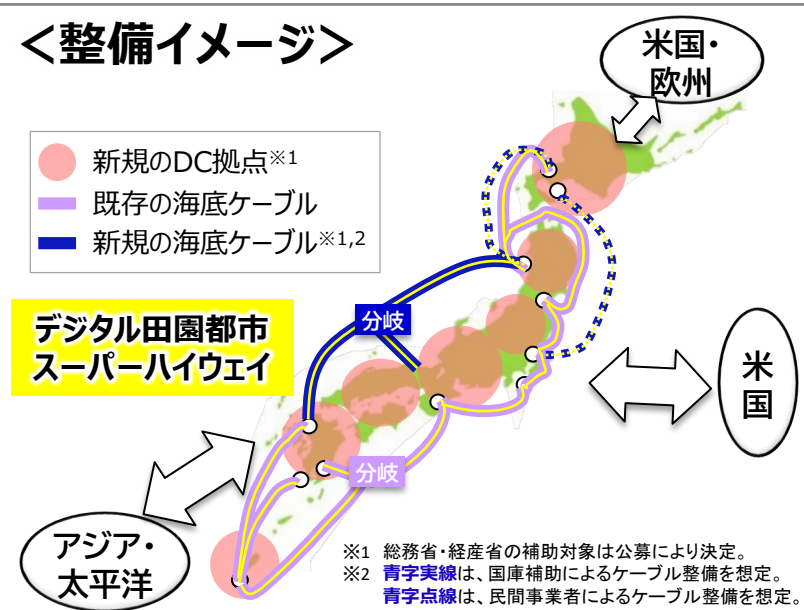 ＜整備イメージ＞
米国・
欧州
新規のDC拠点※1
既存の海底ケーブル
新規の海底ケーブル※1,2
デジタル田園都市
スーパーハイウェイ
分岐
米
国
分岐
アジア・
太平洋
※1 総務省・経産省の補助対象は公募により決定。
※2 青字実線は、国庫補助によるケーブル整備を想定。
青字点線は、民間事業者によるケーブル整備を想定。